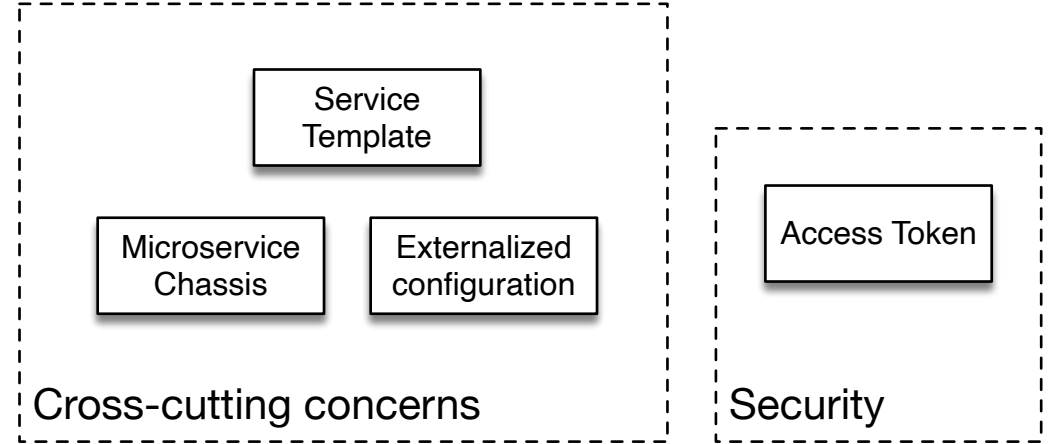 Service
Template
Microservice
Chassis
Externalized
configuration
Cross-cutting concerns
Access Token
Security